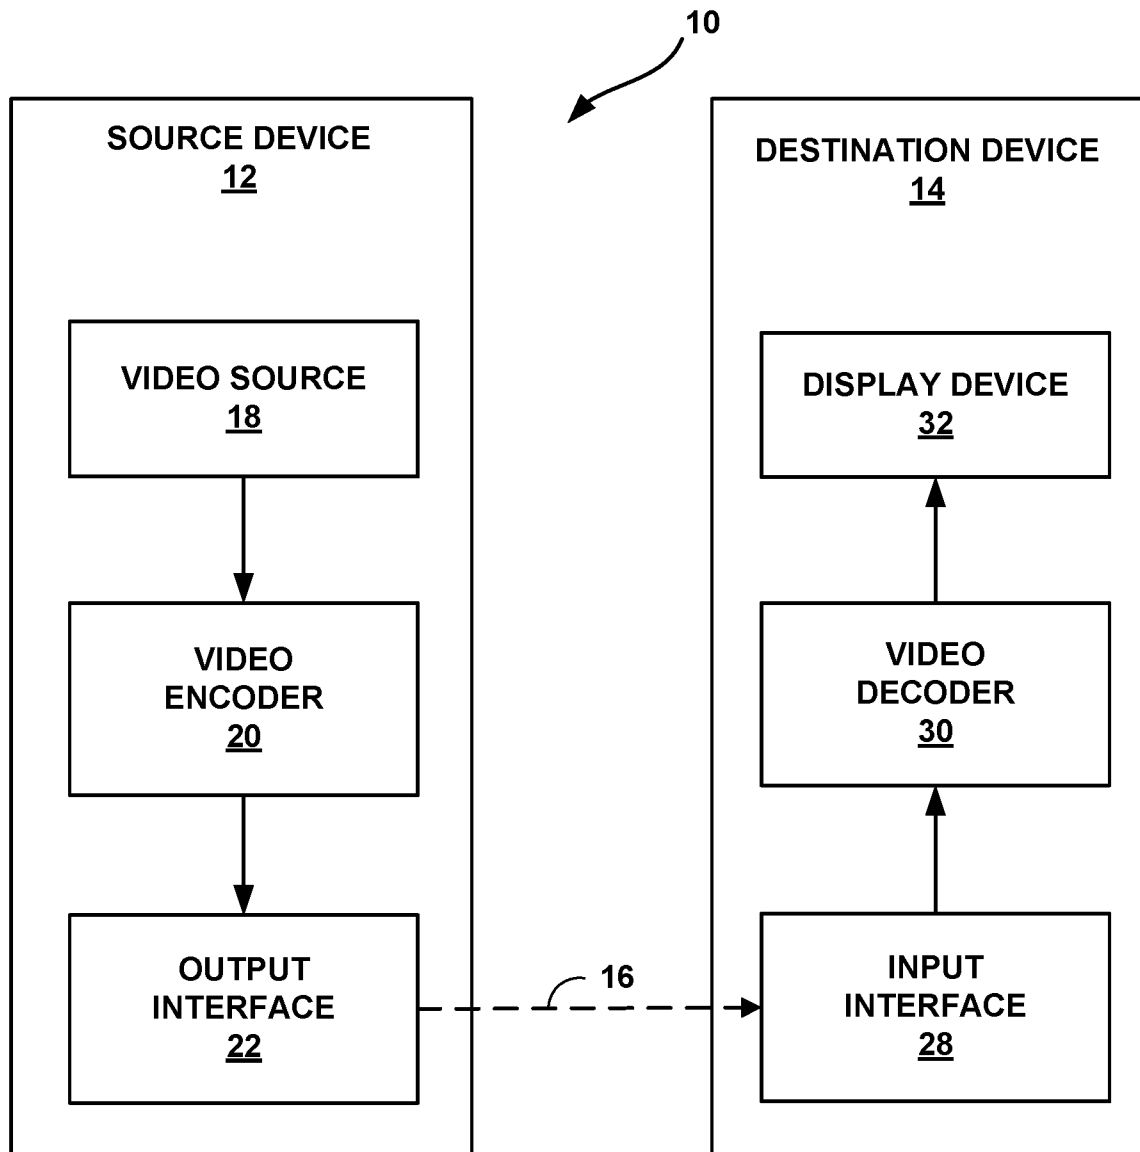 10
SOURCE DEVICE
12
VIDEO SOURCE
18
VIDEO
ENCODER
20
OUTPUT
INTERFACE
22
16
DESTINATION DEVICE
14
DISPLAY DEVICE
32
VIDEO
DECODER
30
INPUT
INTERFACE
28